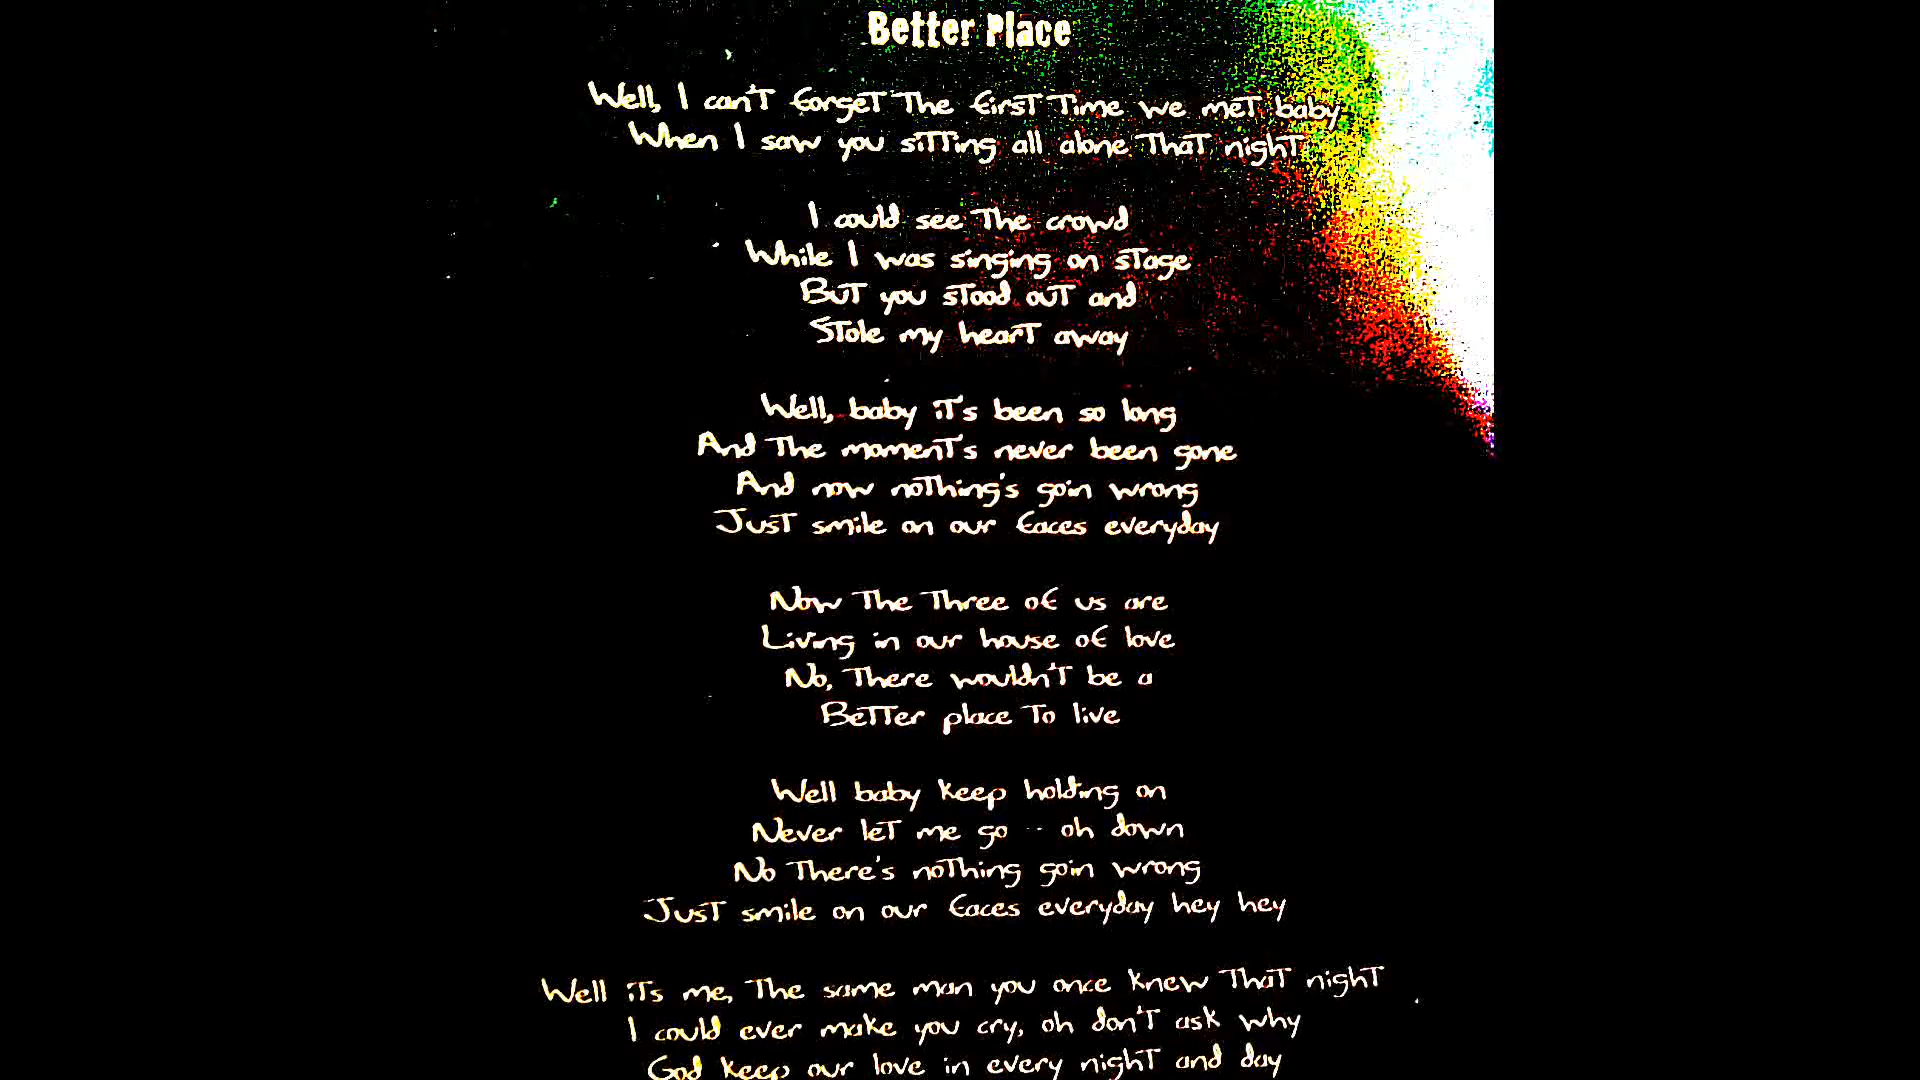 Better Place
Well, I can't forget the first time we met baby
When I saw you sitting all alone that night
I could see the crowd
While I was singing on stage
But you stood out and
Stole my heart away
Well, baby it's been so long
And the moment's never been gone
And now nothing's goin wrong
Just smile on our faces everyday
Now the three of us are
Living in our house of love
No, there wouldn't be a
Better place to live
Well baby keep holding on
Never let me go -- oh down
No there's nothing goin wrong
Just smile on our faces everyday hey hey
Well it's me, the same man you once knew that night
I could ever make you cry, oh don't ask why
God keep our love in every night and day